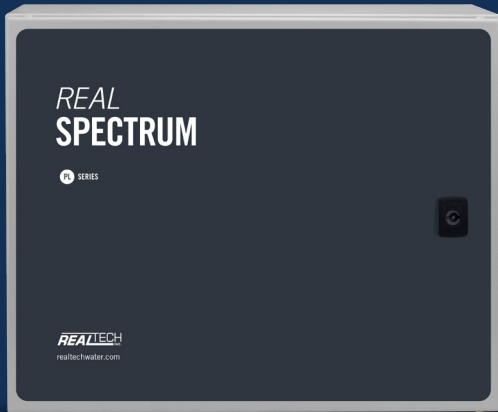 REAL
SPECTRUM
PL SERIES
REALTECH INC.
realtechwater.com